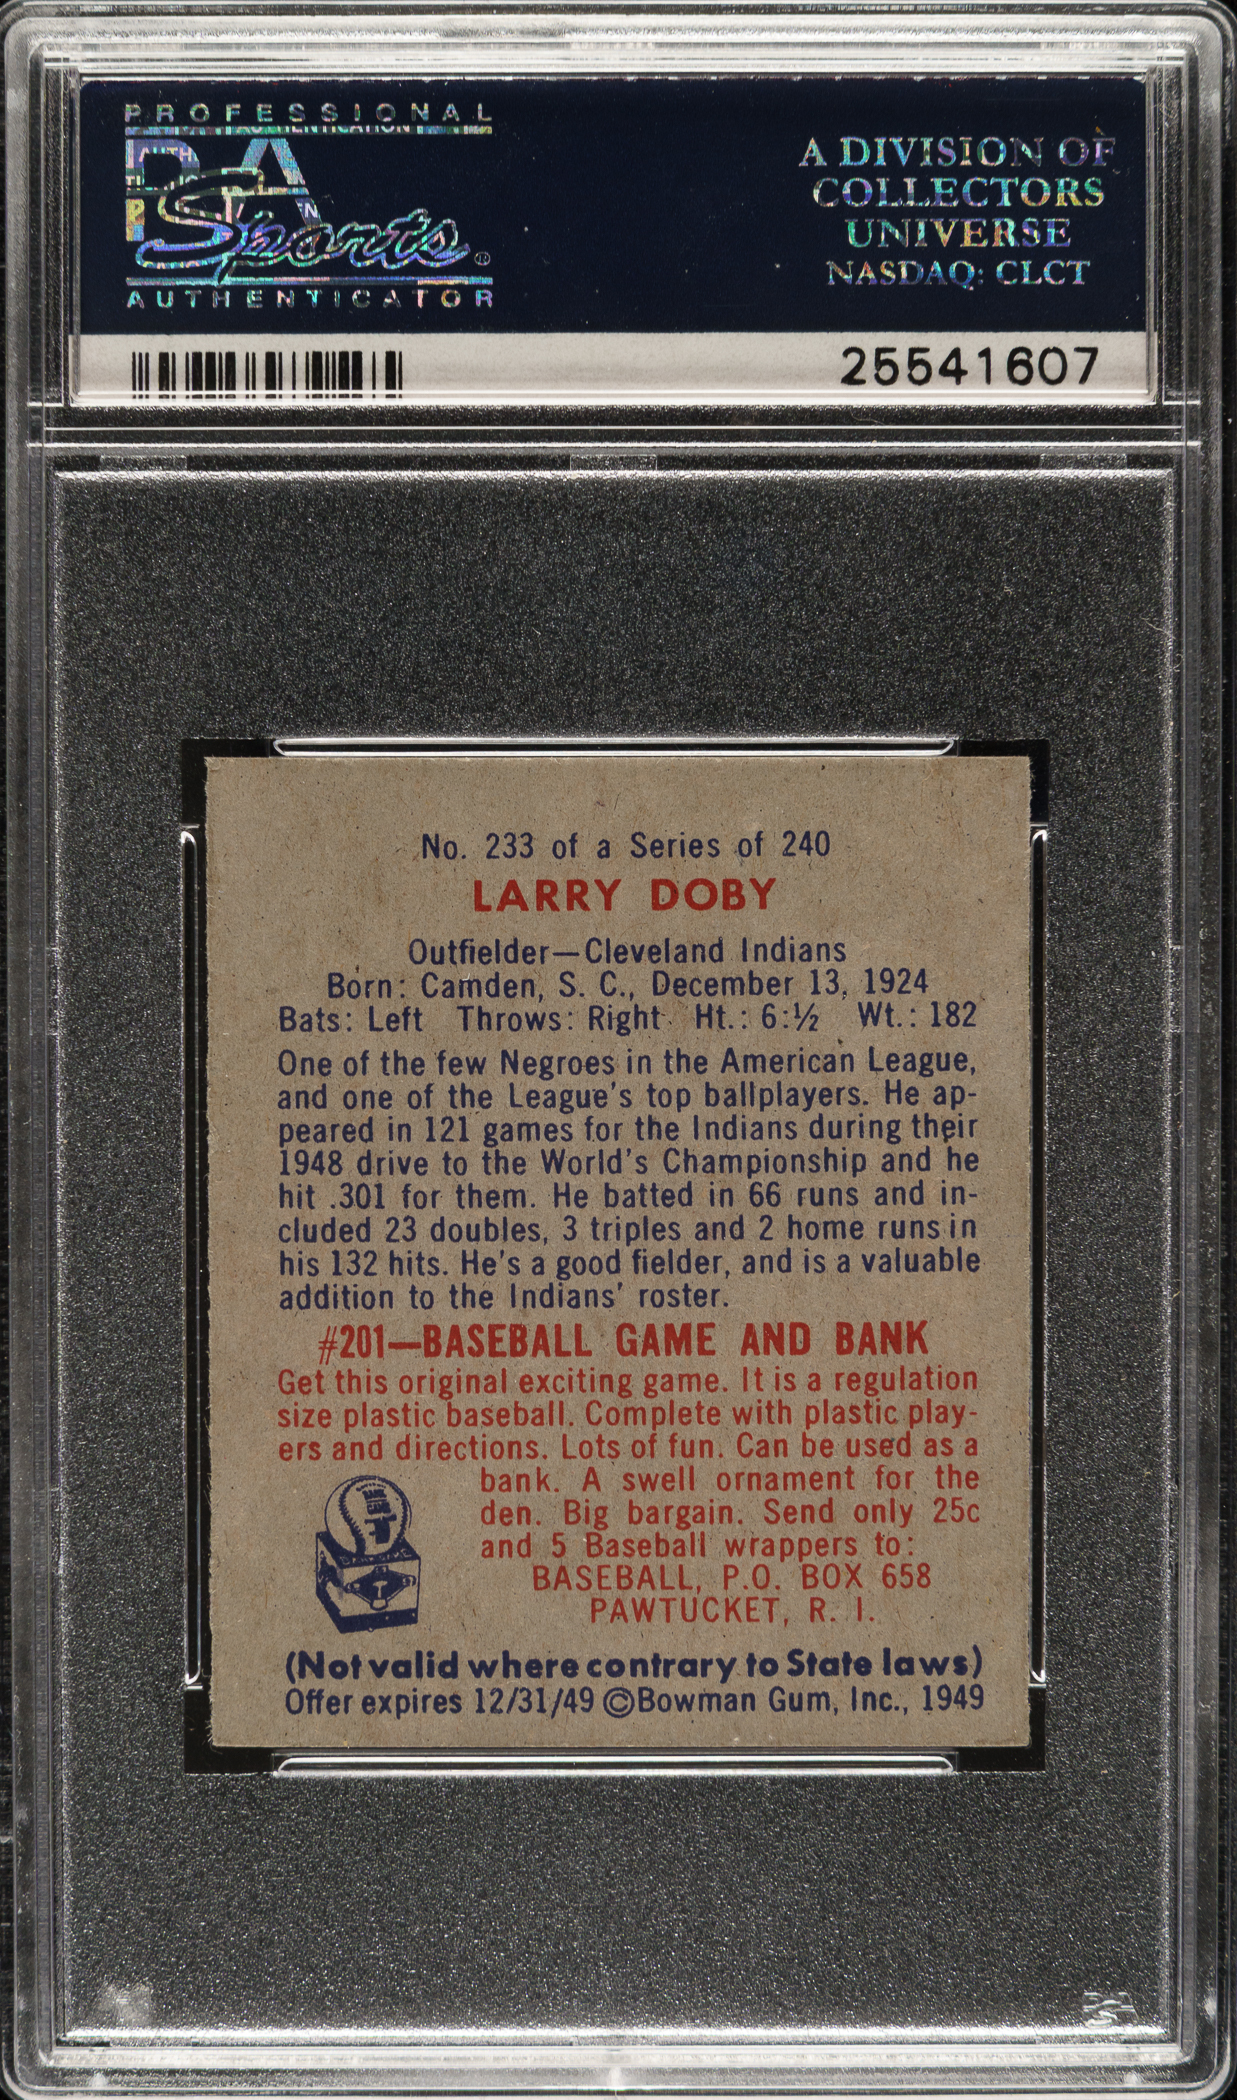 PROFESSIONAL
PSA
Sports®
AUTHENTICATOR
A DIVISION OF
COLLECTORS
UNIVERSE
NASDAQ: CLCT
25541607
No. 233 of a Series of 240
LARRY DOBY
Outfielder—Cleveland Indians
Born: Camden, S. C., December 13, 1924
Bats: Left Throws: Right Ht.: 6:½ Wt.: 182
One of the few Negroes in the American League,
and one of the League's top ballplayers. He ap-
peared in 121 games for the Indians during their
1948 drive to the World's Championship and he
hit .301 for them. He batted in 66 runs and in-
cluded 23 doubles, 3 triples and 2 home runs in
his 132 hits. He's a good fielder, and is a valuable
addition to the Indians' roster.
#201—BASEBALL GAME AND BANK
Get this original exciting game. It is a regulation
size plastic baseball. Complete with plastic play-
ers and directions. Lots of fun. Can be used as a
bank. A swell ornament for the
den. Big bargain. Send only 25c
and 5 Baseball wrappers to:
BASEBALL, P.O. BOX 658
PAWTUCKET, R. I.
(Not valid where contrary to State laws)
Offer expires 12/31/49 ©Bowman Gum, Inc., 1949
PSA